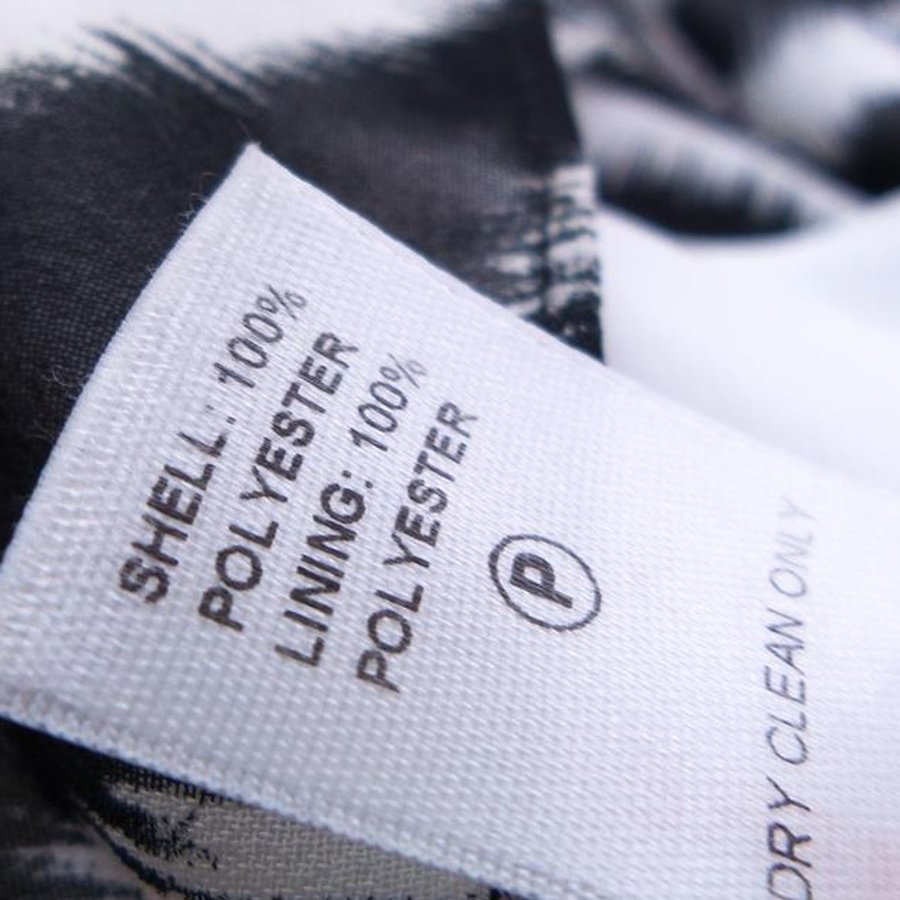 SHELL: 100%
POLYESTER
LINING: 100%
POLYESTER
P
DRY CLEAN ONLY